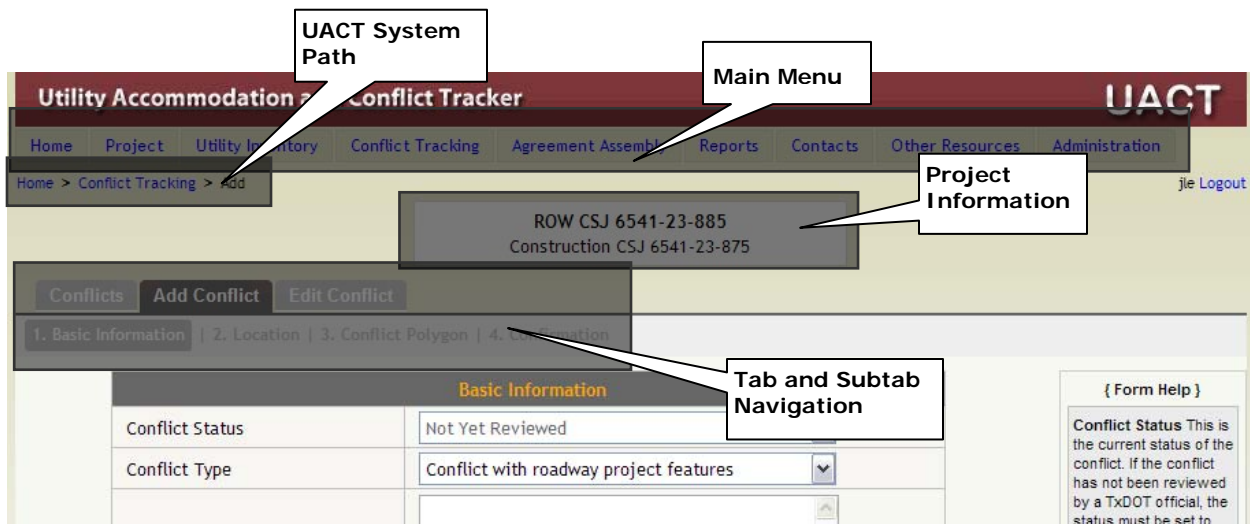 UACT System
Path
Main Menu
Utility Accommodation a Conflict Tracker
UACT
Home Project Utility Inventory Conflict Tracking Agreement Assembly Reports Contacts Other Resources Administration
Home > Conflict Tracking > Add
jle Logout
Project
Information
ROW CSJ 6541-23-885
Construction CSJ 6541-23-875
Conflicts Add Conflict Edit Conflict
1. Basic Information | 2. Location | 3. Conflict Polygon | 4. Confirmation
Tab and Subtab
Navigation
Basic Information
{ Form Help }
Conflict Status
Not Yet Reviewed
Conflict Type
Conflict with roadway project features
Conflict Status This is
the current status of the
conflict. If the conflict
has not been reviewed
by a TxDOT official, the
status must be set to